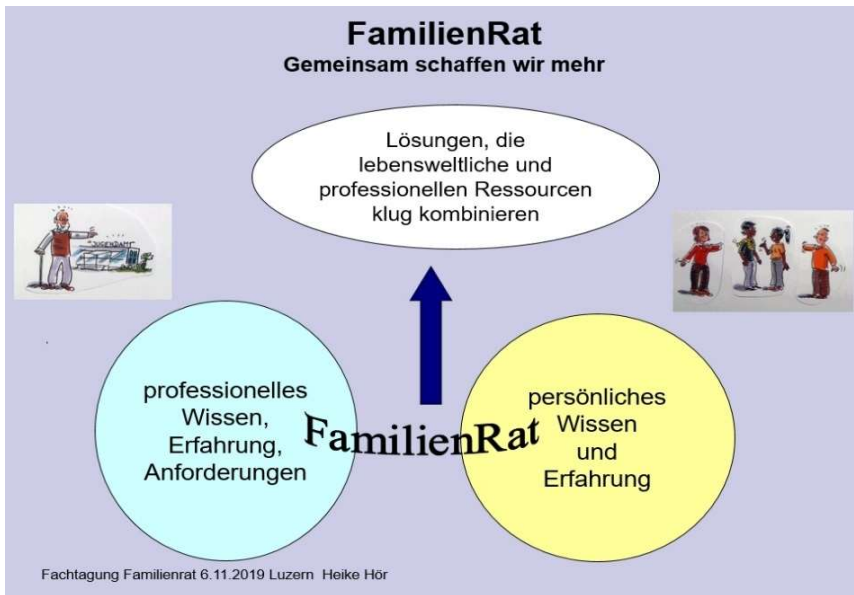 FamilienRat
Gemeinsam schaffen wir mehr
Lösungen, die
lebensweltliche und
professionellen Ressourcen
klug kombinieren
JUGENDAMT
professionelles
Wissen,
Erfahrung,
Anforderungen
FamilienRat
persönliches
Wissen
und
Erfahrung
Fachtagung Familienrat 6.11.2019 Luzern Heike Hör